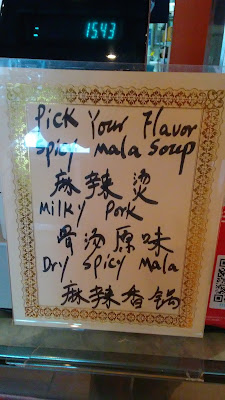 1543
Pick Your Flavor
Spicy Mala Soup
麻辣烫
Milky Pork
骨汤原味
Dry Spicy Mala
麻辣香锅